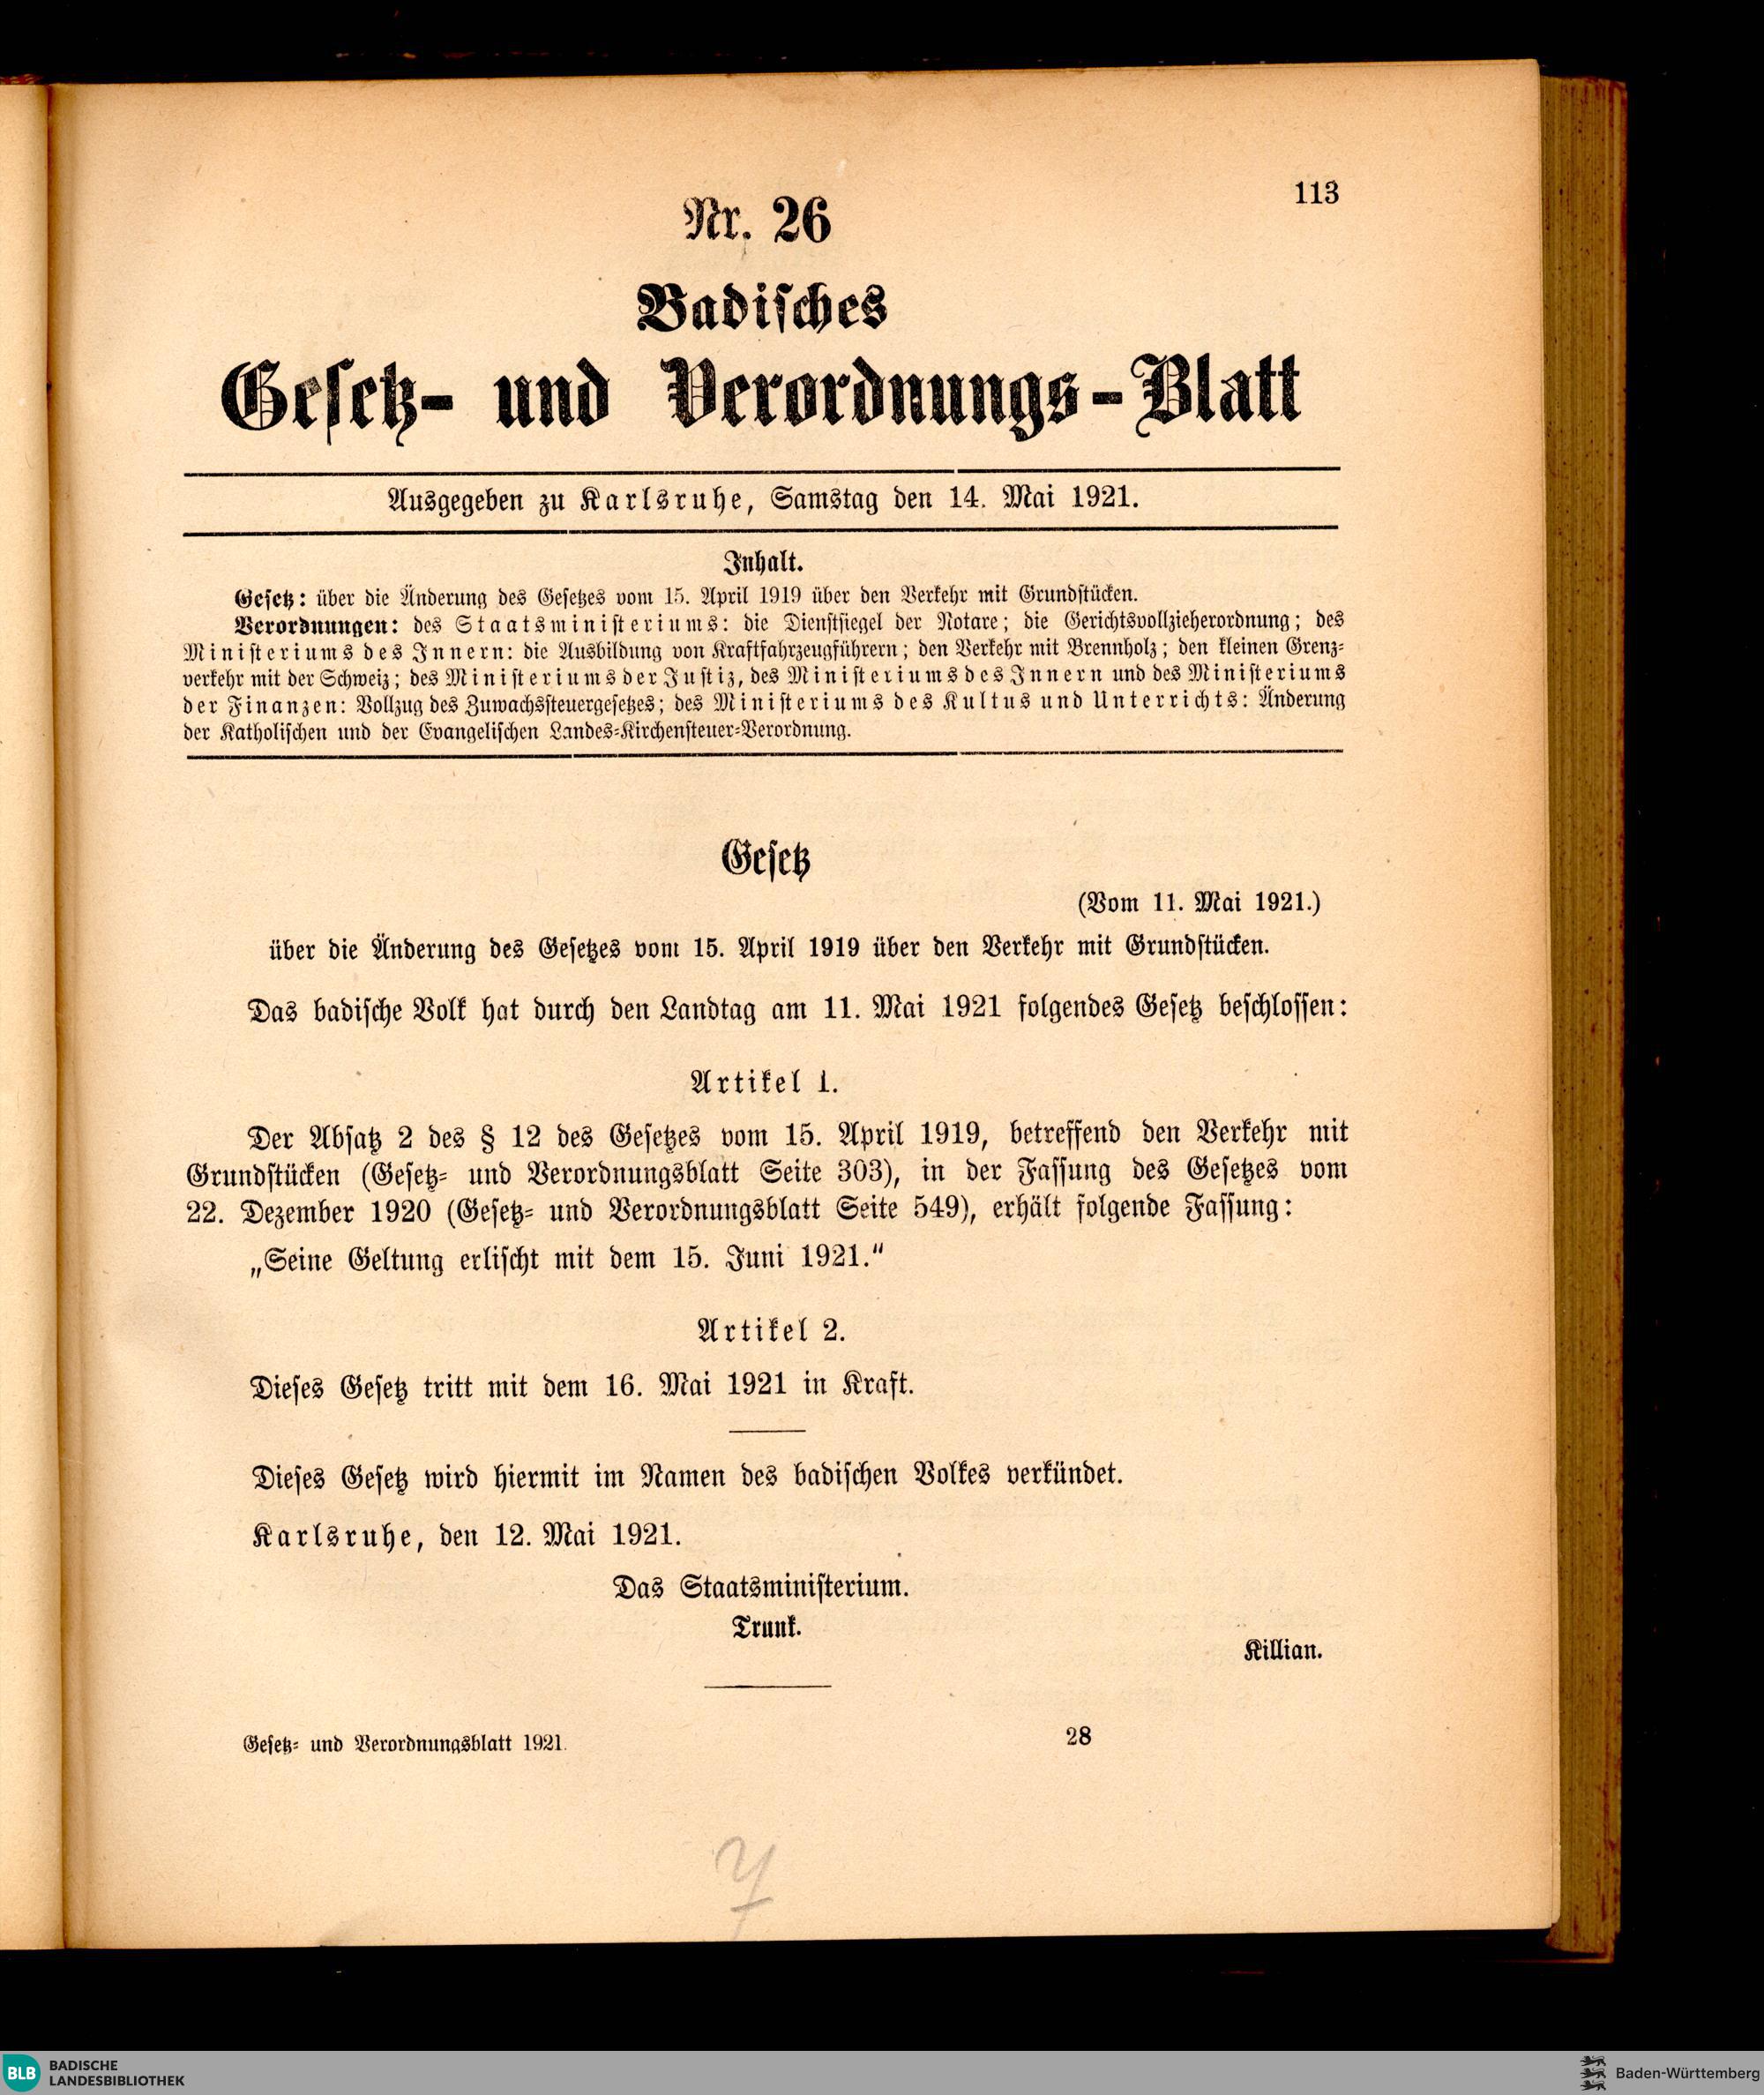 113
Nr. 26
Badisches
Gesetz- und Verordnungs-Blatt
Ausgegeben zu Karlsruhe, Samstag den 14. Mai 1921.
Inhalt.
Gesetz: über die Änderung des Gesetzes vom 15. April 1919 über den Verkehr mit Grundstücken.
Verordnungen: des Staatsministeriums: die Dienstsiegel der Notare; die Gerichtsvollzieherordnung; des
Ministeriums des Innern: die Ausbildung von Kraftfahrzeugführern; den Verkehr mit Brennholz; den kleinen Grenz-
verkehr mit der Schweiz; des Ministeriums der Justiz, des Ministeriums des Innern und des Ministeriums
der Finanzen: Vollzug des Zuwachssteuergesetzes; des Ministeriums des Kultus und Unterrichts: Änderung
der Katholischen und der Evangelischen Landes-Kirchensteuer-Verordnung.
Gesetz
(Vom 11. Mai 1921.)
über die Änderung des Gesetzes vom 15. April 1919 über den Verkehr mit Grundstücken.
Das badische Volk hat durch den Landtag am 11. Mai 1921 folgendes Gesetz beschlossen:
Artikel 1.
Der Absatz 2 des § 12 des Gesetzes vom 15. April 1919, betreffend den Verkehr mit
Grundstücken (Gesetz- und Verordnungsblatt Seite 303), in der Fassung des Gesetzes vom
22. Dezember 1920 (Gesetz- und Verordnungsblatt Seite 549), erhält folgende Fassung:
„Seine Geltung erlischt mit dem 15. Juni 1921.“
Artikel 2.
Dieses Gesetz tritt mit dem 16. Mai 1921 in Kraft.
Dieses Gesetz wird hiermit im Namen des badischen Volkes verkündet.
Karlsruhe, den 12. Mai 1921.
Das Staatsministerium.
Trunk.
Killian.
Gesetz- und Verordnungsblatt 1921.
28
BLB BADISCHE
LANDESBIBLIOTHEK
Baden-Württemberg